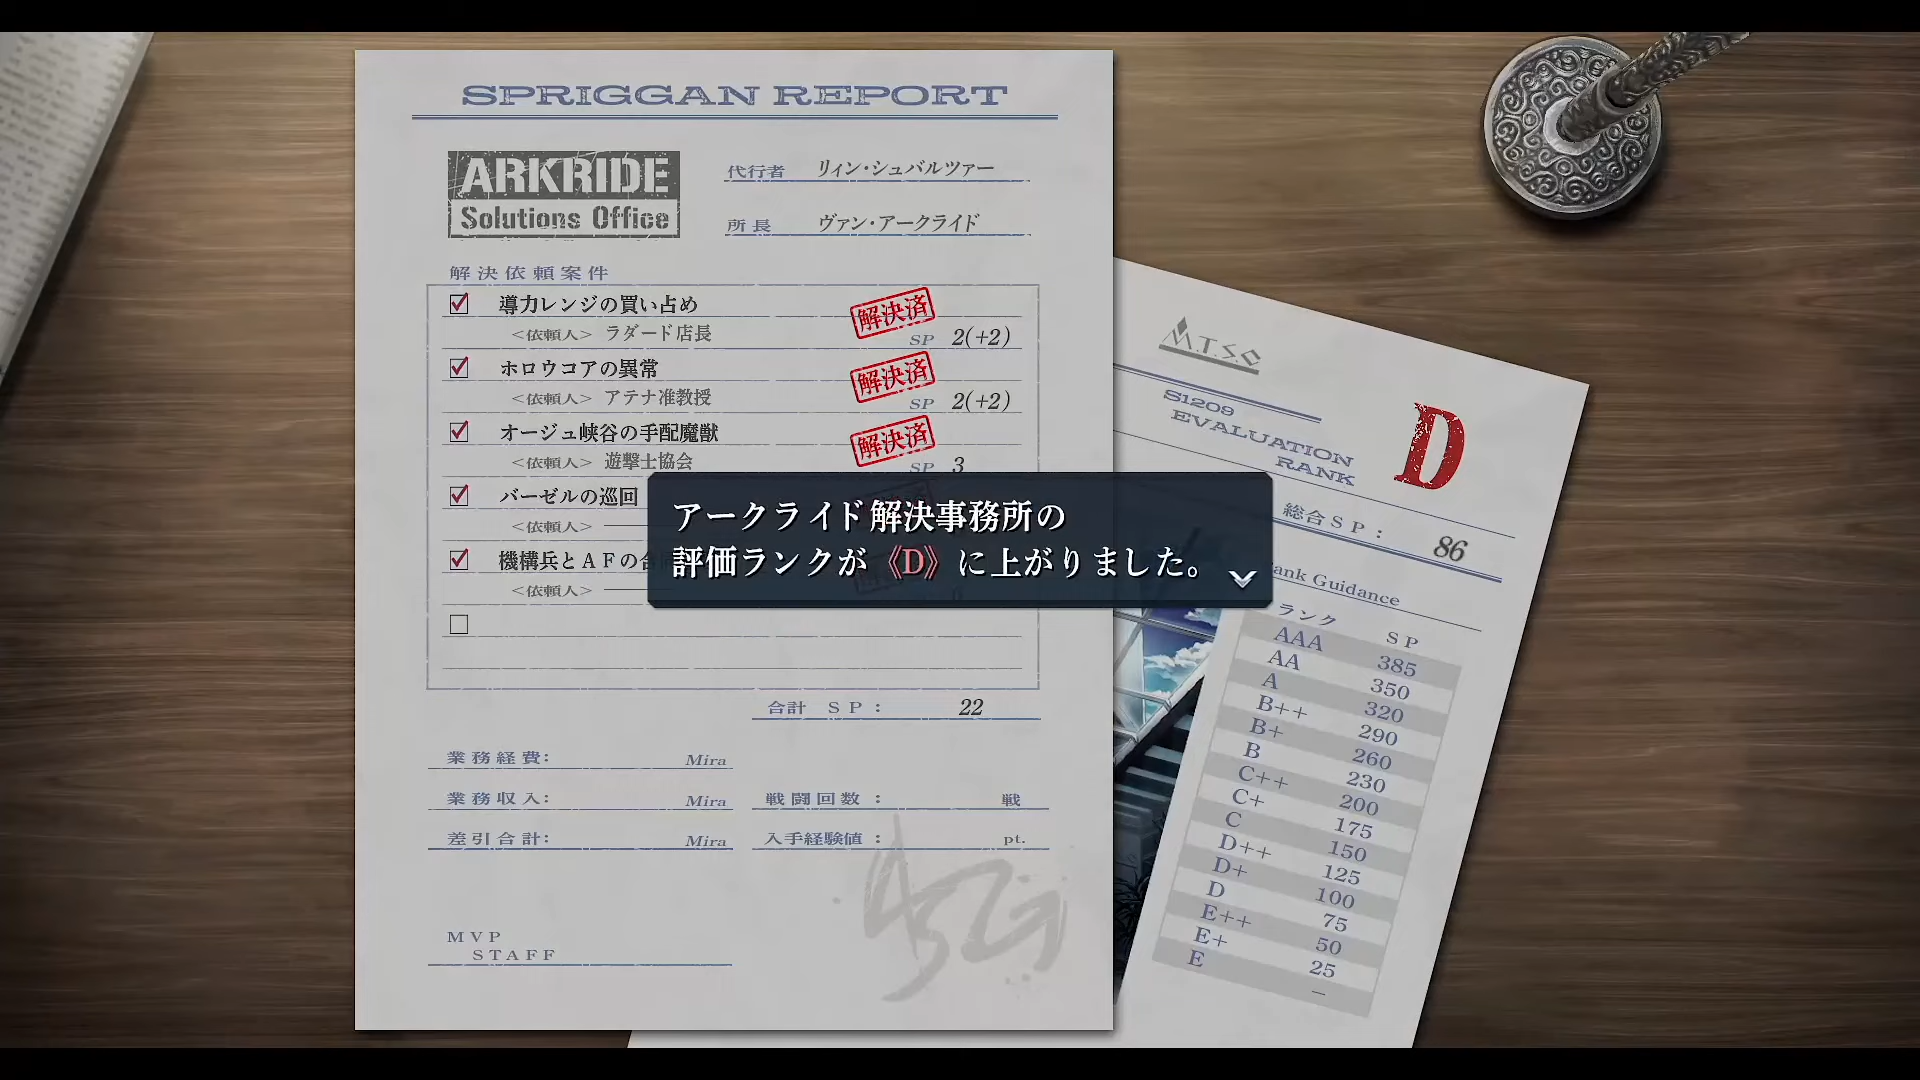 SPRIGGAN REPORT
ARKRIDE
Solutions Office
代行者 リィン・シュバルツァー
所長 ヴァン・アークライド
解決依頼案件
導力レンジの買い占め
解決済
<依頼人> ラダード店長
SP 2(+2)
ホロウコアの異常
解決済
<依頼人> アテナ准教授
SP 2(+2)
オージュ峡谷の手配魔獣
解決済
<依頼人> 遊撃士協会
SP 3
バーゼルの巡回
<依頼人>
機構兵とAFの合同
<依頼人>
アークライド解決事務所の
評価ランクが《D》に上がりました。
合計 SP: 22
業務経費: Mira
業務収入: Mira
戦闘回数: 戦
差引合計: Mira
入手経験値: pt.
MVP
STAFF
M.T.S.C
S1209
EVALUATION
RANK
D
総合SP: 86
ank Guidance
ランク SP
AAA 385
AA 350
A 320
B++ 290
B+ 260
B 230
C++ 200
C+ 175
C 150
D++ 125
D+ 100
D 75
E++ 50
E+ 25
E –